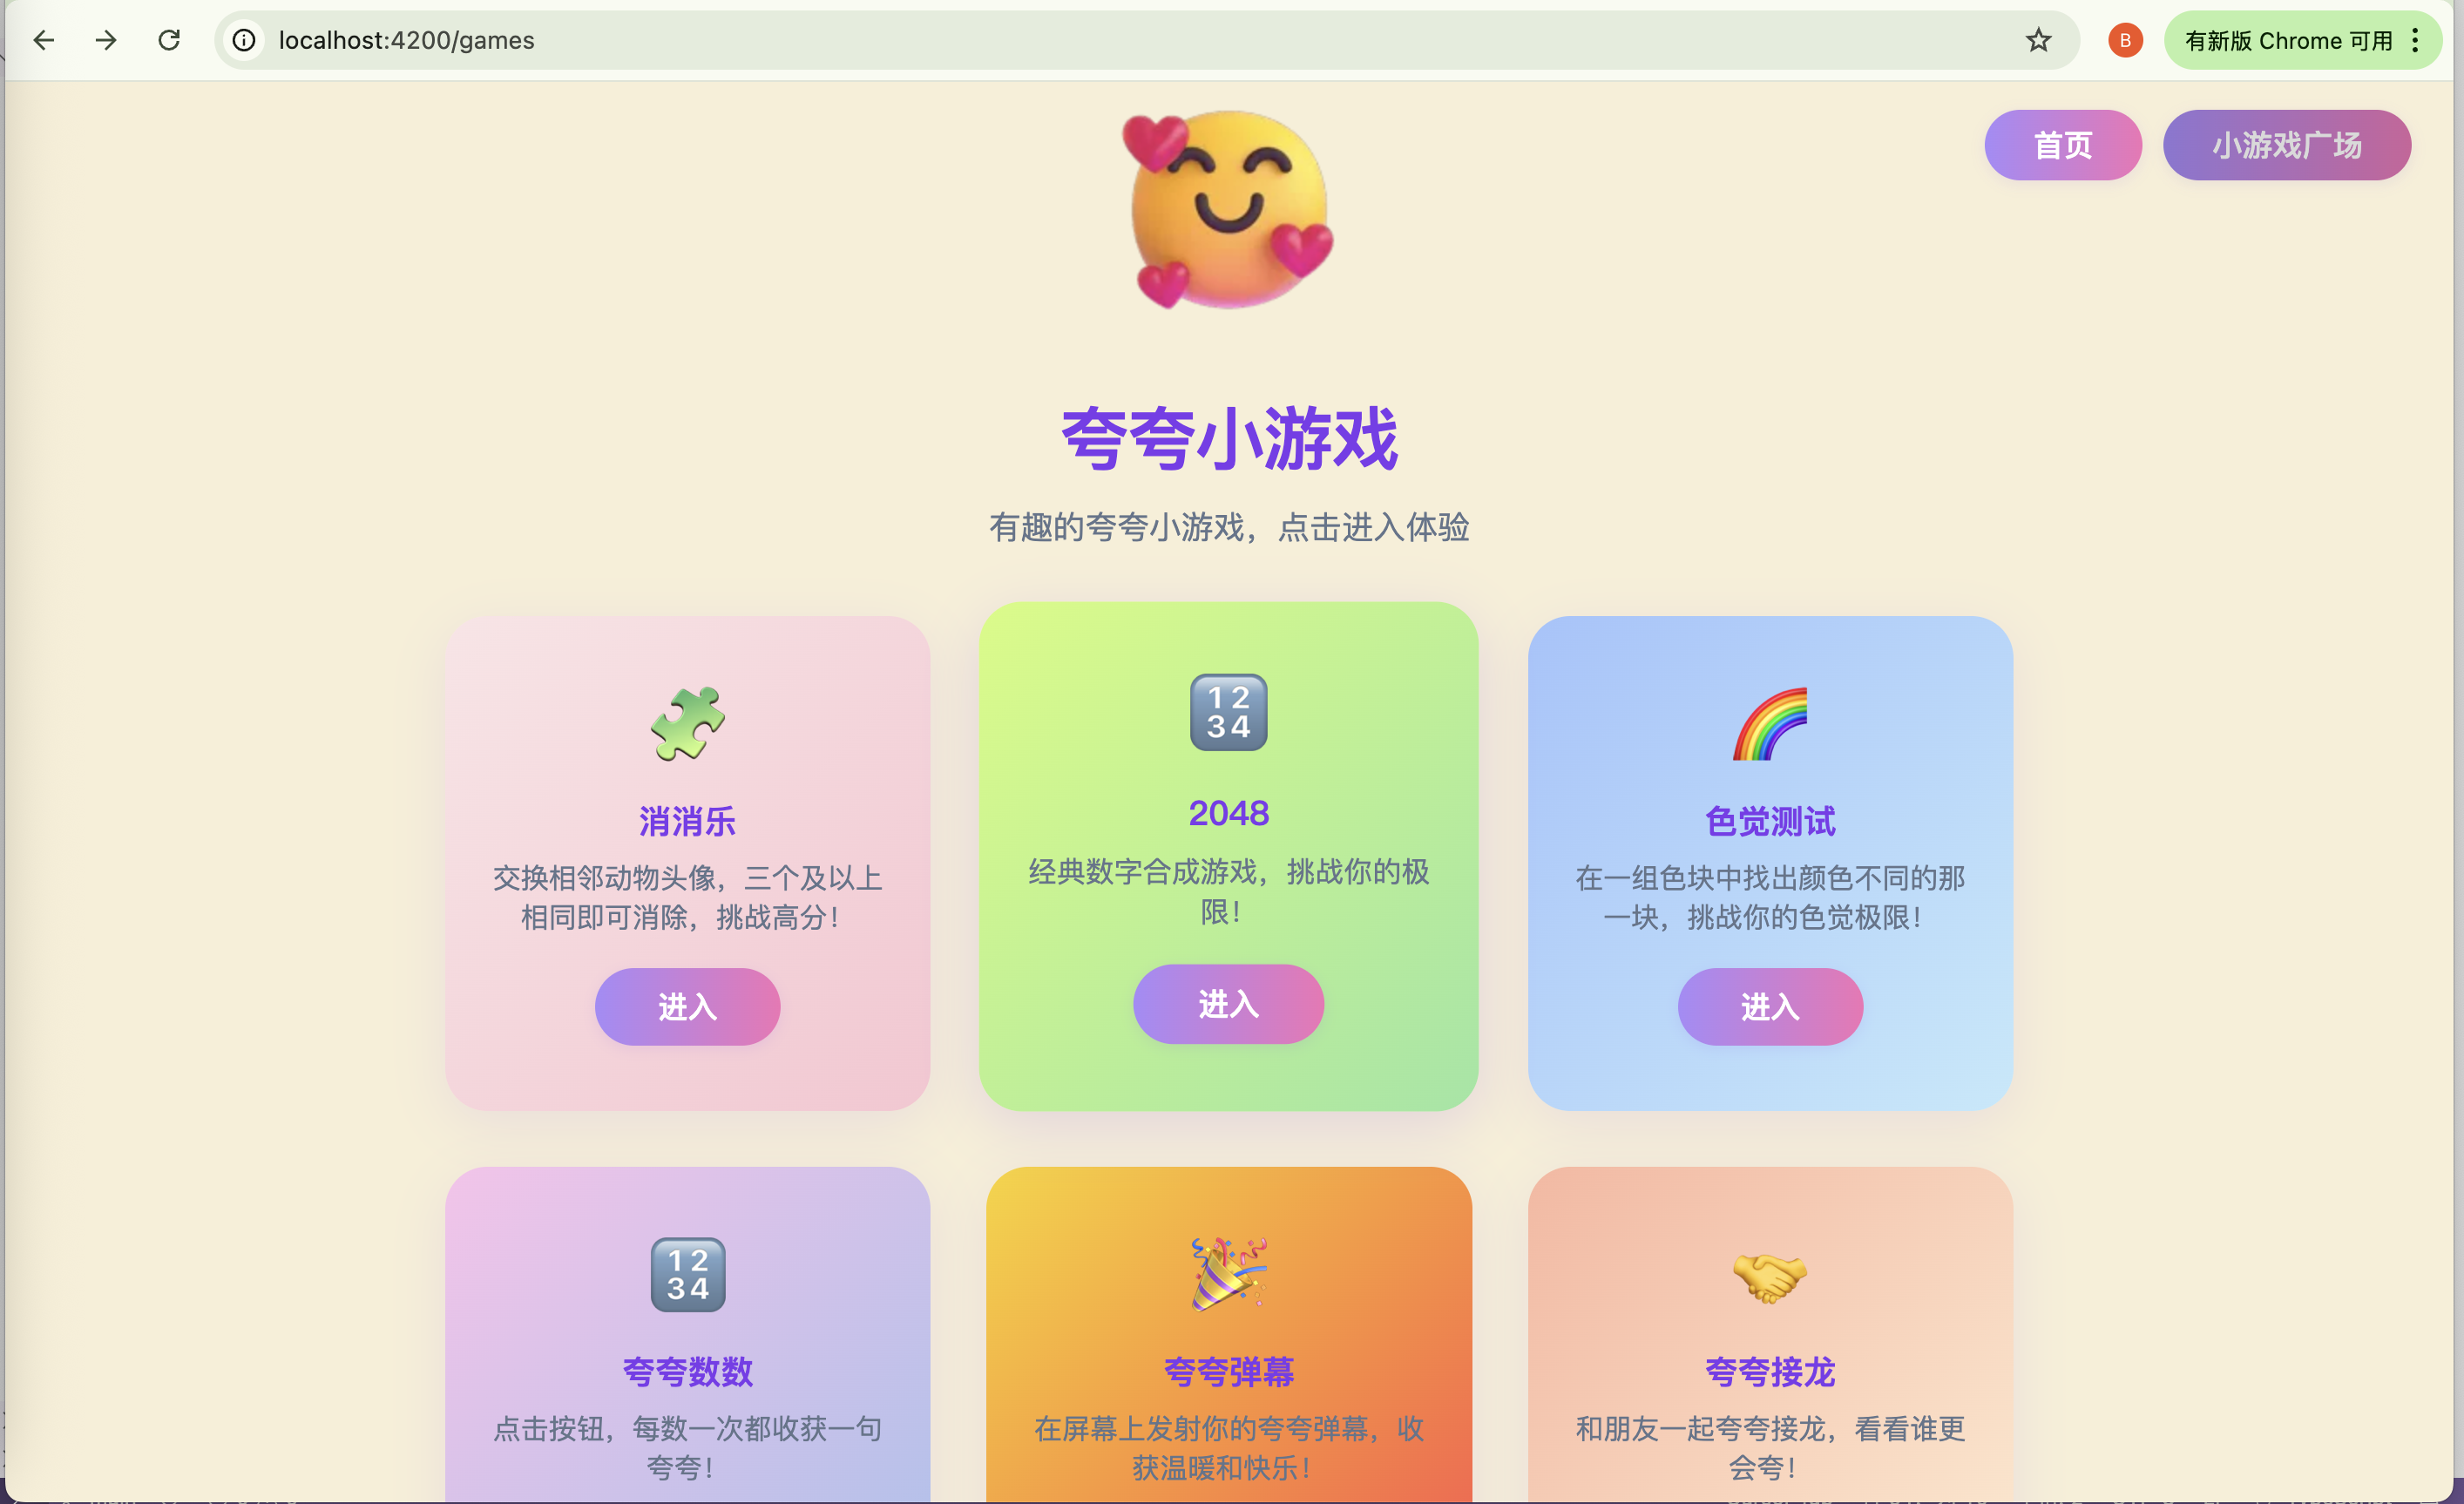 localhost:4200/games
B
有新版 Chrome 可用
首页
小游戏广场
夸夸小游戏
有趣的夸夸小游戏，点击进入体验
消消乐
交换相邻动物头像，三个及以上
相同即可消除，挑战高分！
进入
1 2
3 4
2048
经典数字合成游戏，挑战你的极
限！
进入
色觉测试
在一组色块中找出颜色不同的那
一块，挑战你的色觉极限！
进入
1 2
3 4
夸夸数数
点击按钮，每数一次都收获一句
夸夸！
夸夸弹幕
在屏幕上发射你的夸夸弹幕，收
获温暖和快乐！
夸夸接龙
和朋友一起夸夸接龙，看看谁更
会夸！